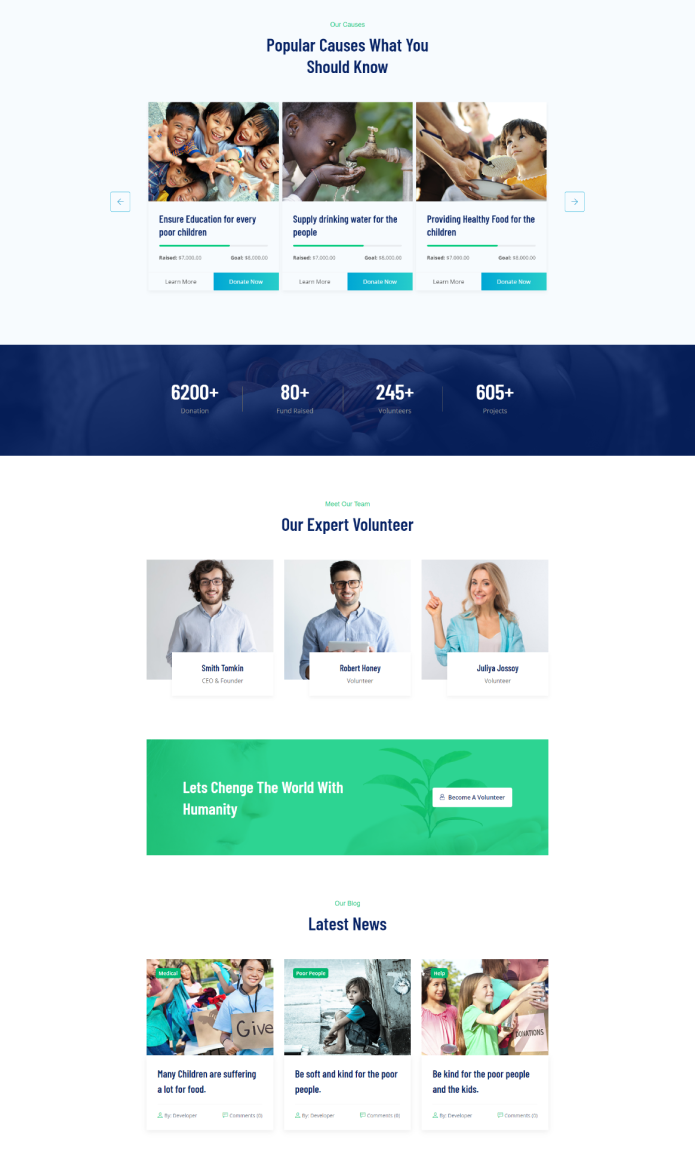 Our Causes
Popular Causes What You
Should Know
Ensure Education for every
poor children
Raised: $7,000.00 Goal: $8,000.00
Learn More Donate Now
Supply drinking water for the
people
Raised: $7,000.00 Goal: $8,000.00
Learn More Donate Now
Providing Healthy Food for the
children
Raised: $7,000.00 Goal: $8,000.00
Learn More Donate Now
6200+
Donation
80+
Fund Raised
245+
Volunteers
605+
Projects
Meet Our Team
Our Expert Volunteer
Smith Tomkin
CEO & Founder
Robert Honey
Volunteer
Juliya Jossoy
Volunteer
Lets Chenge The World With
Humanity
Become A Volunteer
Our Blog
Latest News
Medical
Give
Many Children are suffering
a lot for food.
By: Developer Comments (0)
Poor People
Be soft and kind for the poor
people.
By: Developer Comments (8)
Help
DONATIONS
Be kind for the poor people
and the kids.
By: Developer Comments (0)